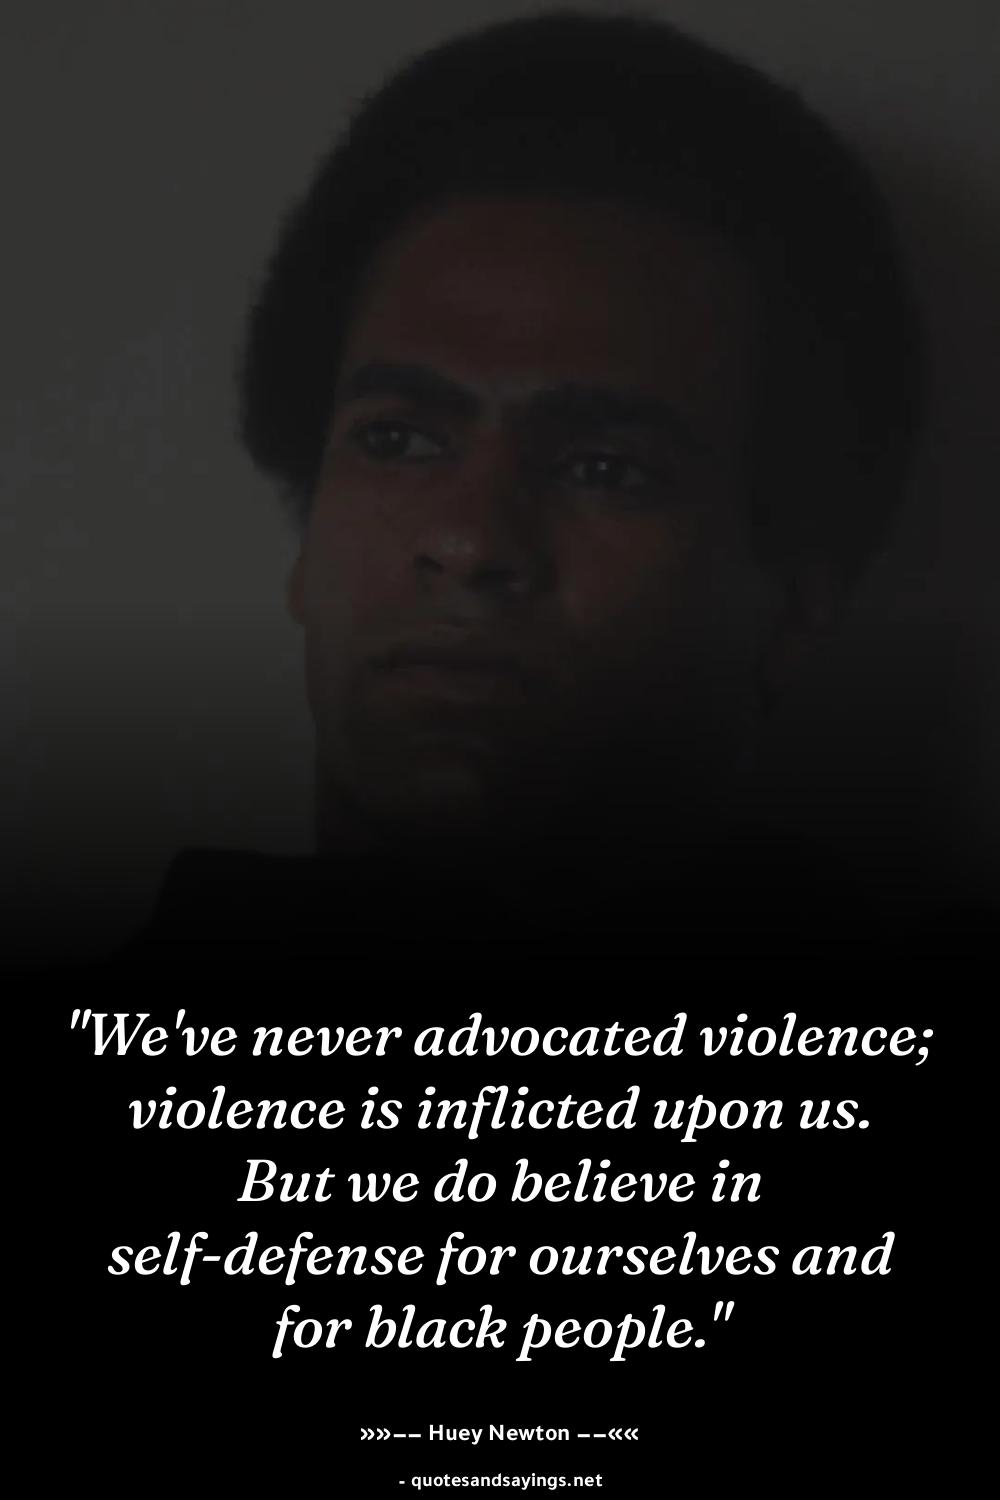 "We've never advocated violence;
violence is inflicted upon us.
But we do believe in
self-defense for ourselves and
for black people."
»»—— Huey Newton ——««
- quotesandsayings.net